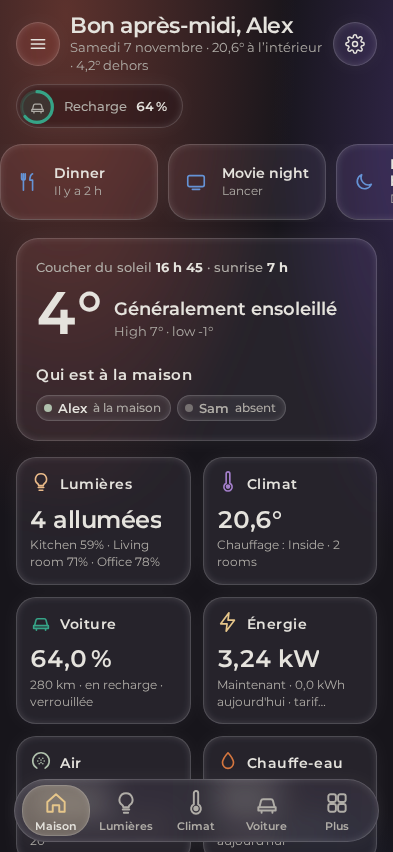 Bon après-midi, Alex
Samedi 7 novembre · 20,6° à l'intérieur
· 4,2° dehors
Recharge 64 %
Dinner
Il y a 2 h
Movie night
Lancer
Coucher du soleil 16 h 45 · sunrise 7 h
4°
Généralement ensoleillé
High 7° · low -1°
Qui est à la maison
Alex à la maison
Sam absent
Lumières
4 allumées
Kitchen 59% · Living
room 71% · Office 78%
Climat
20,6°
Chauffage : Inside · 2
rooms
Voiture
64,0 %
280 km · en recharge ·
verrouillée
Énergie
3,24 kW
Maintenant · 0,0 kWh
aujourd'hui · tarif…
Air
Chauffe-eau
Maison
Lumières
Climat
Voiture
Plus